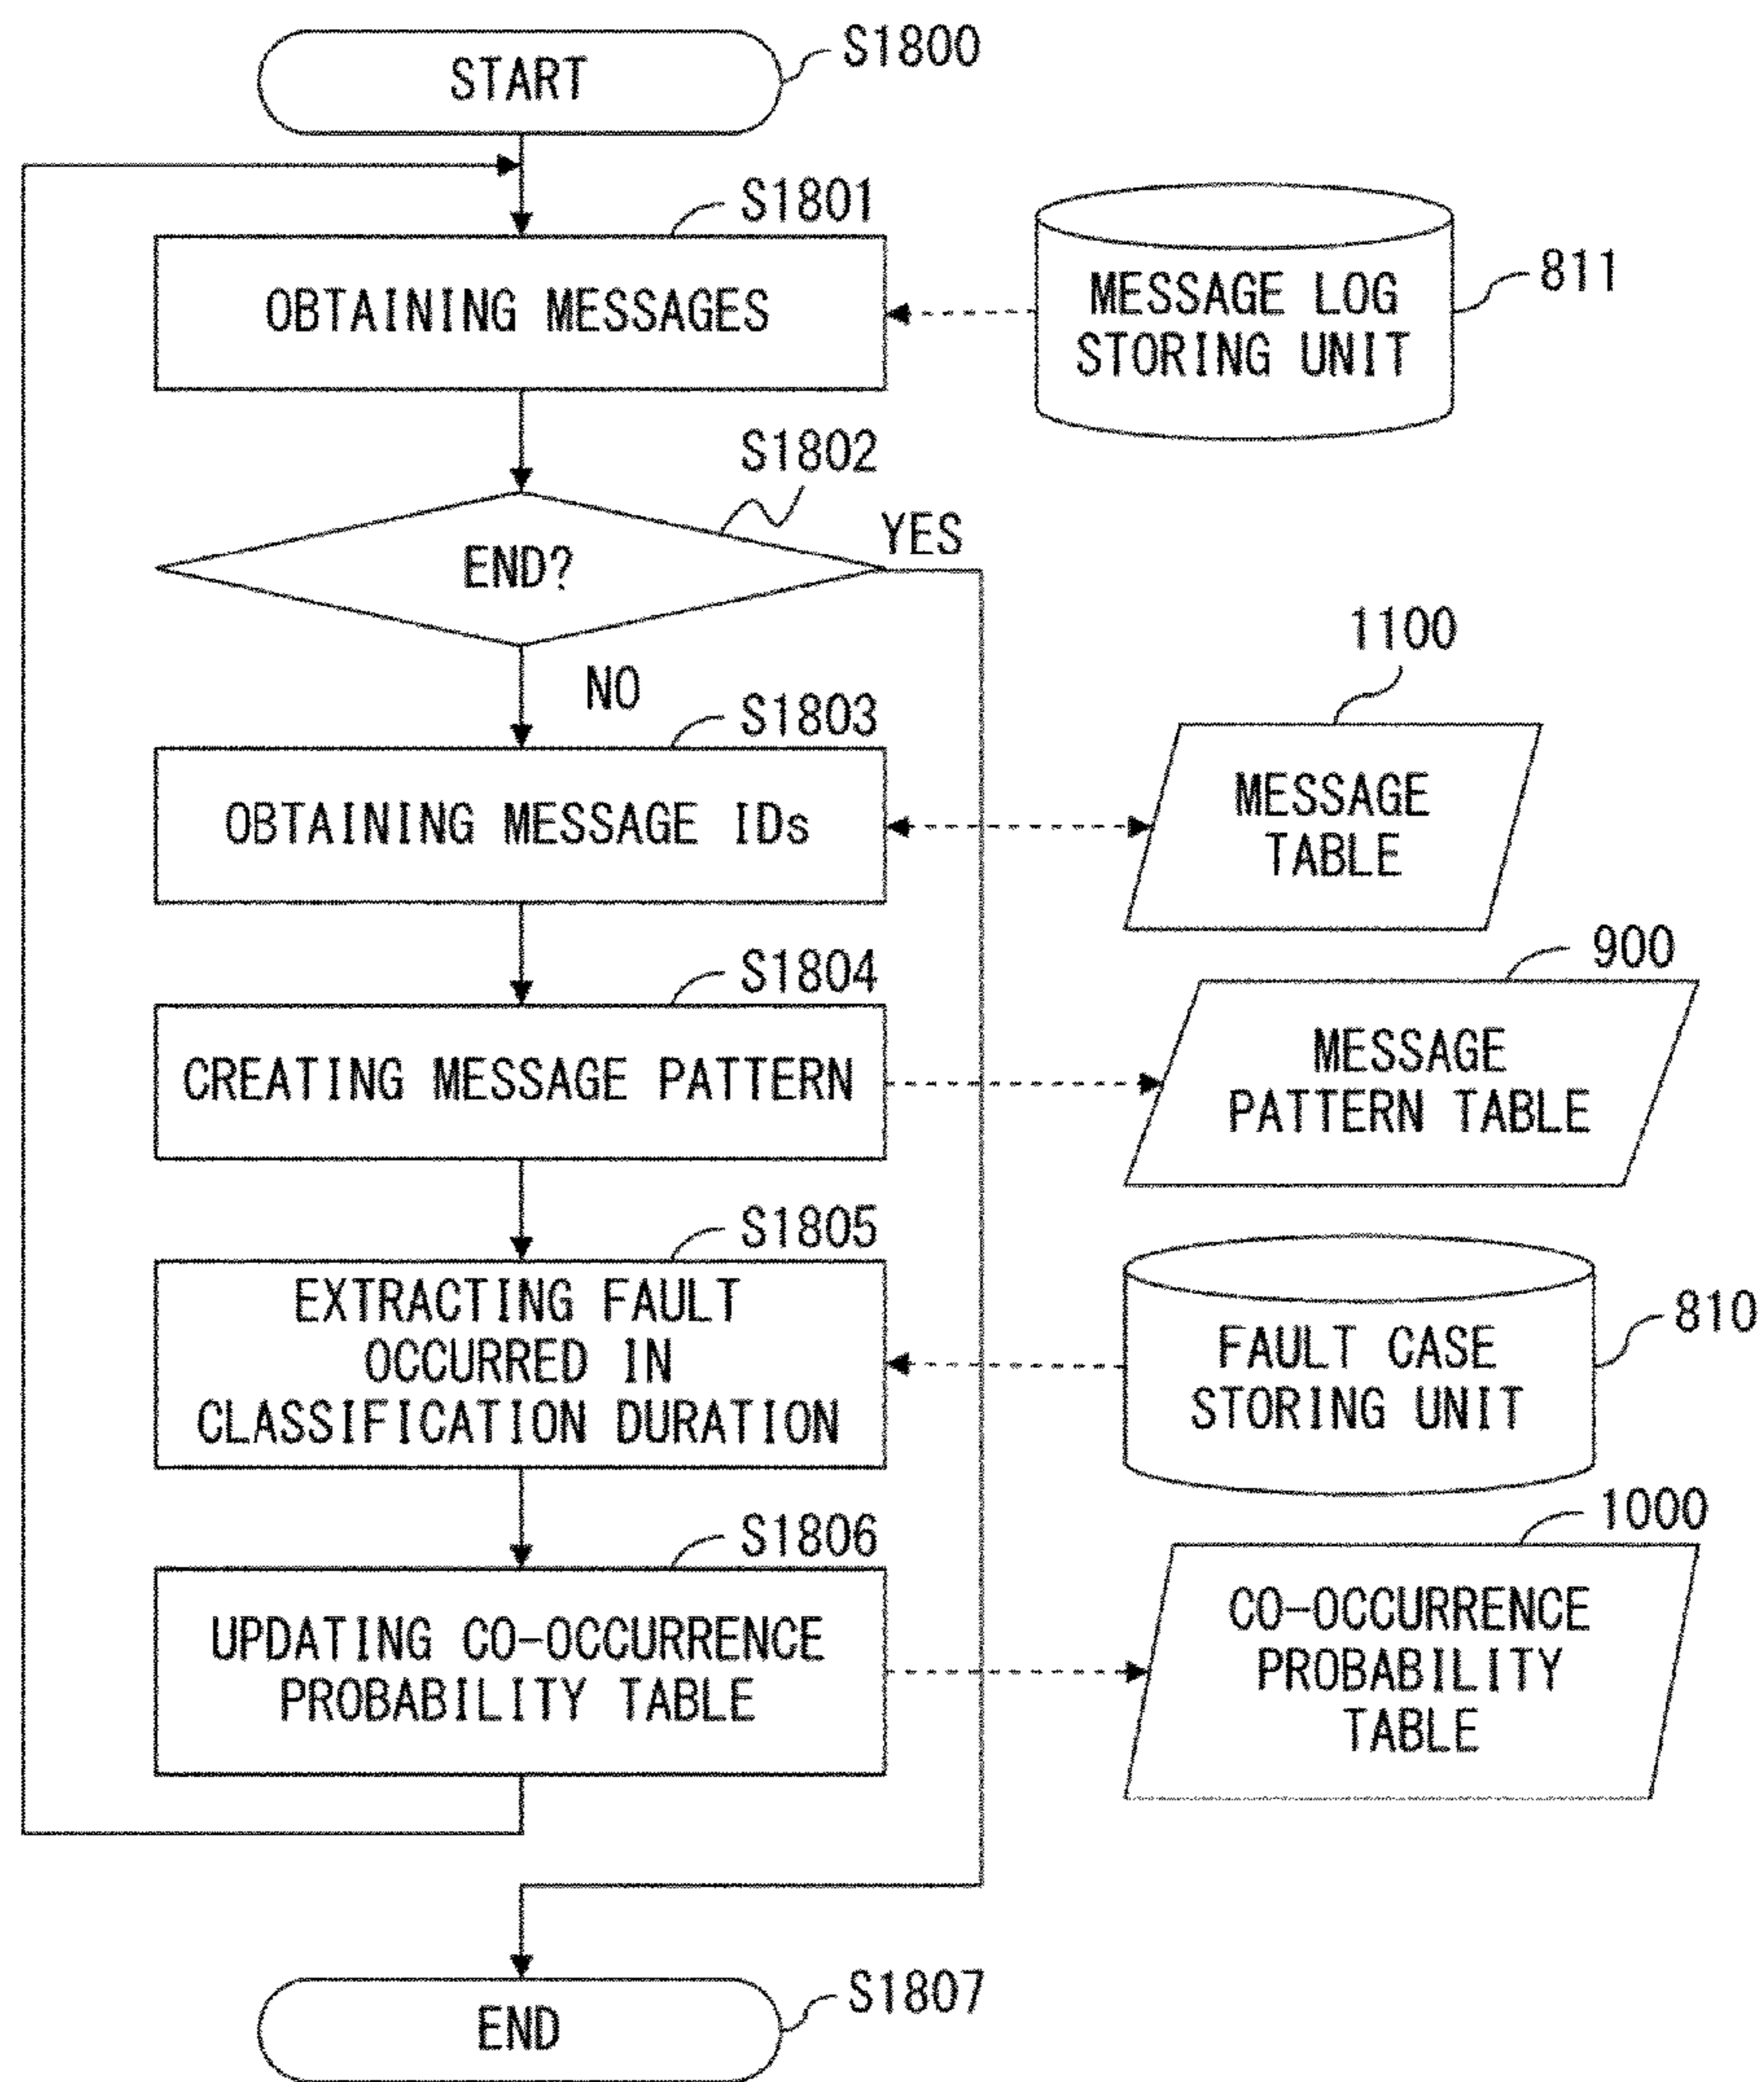 START
S1800
S1801
OBTAINING MESSAGES
MESSAGE LOG
STORING UNIT
811
S1802
END?
YES
NO
1100
S1803
OBTAINING MESSAGE IDs
MESSAGE
TABLE
900
S1804
CREATING MESSAGE PATTERN
MESSAGE
PATTERN TABLE
S1805
EXTRACTING FAULT
OCCURRED IN
CLASSIFICATION DURATION
FAULT CASE
STORING UNIT
810
1000
S1806
UPDATING CO-OCCURRENCE
PROBABILITY TABLE
CO-OCCURRENCE
PROBABILITY
TABLE
END
S1807